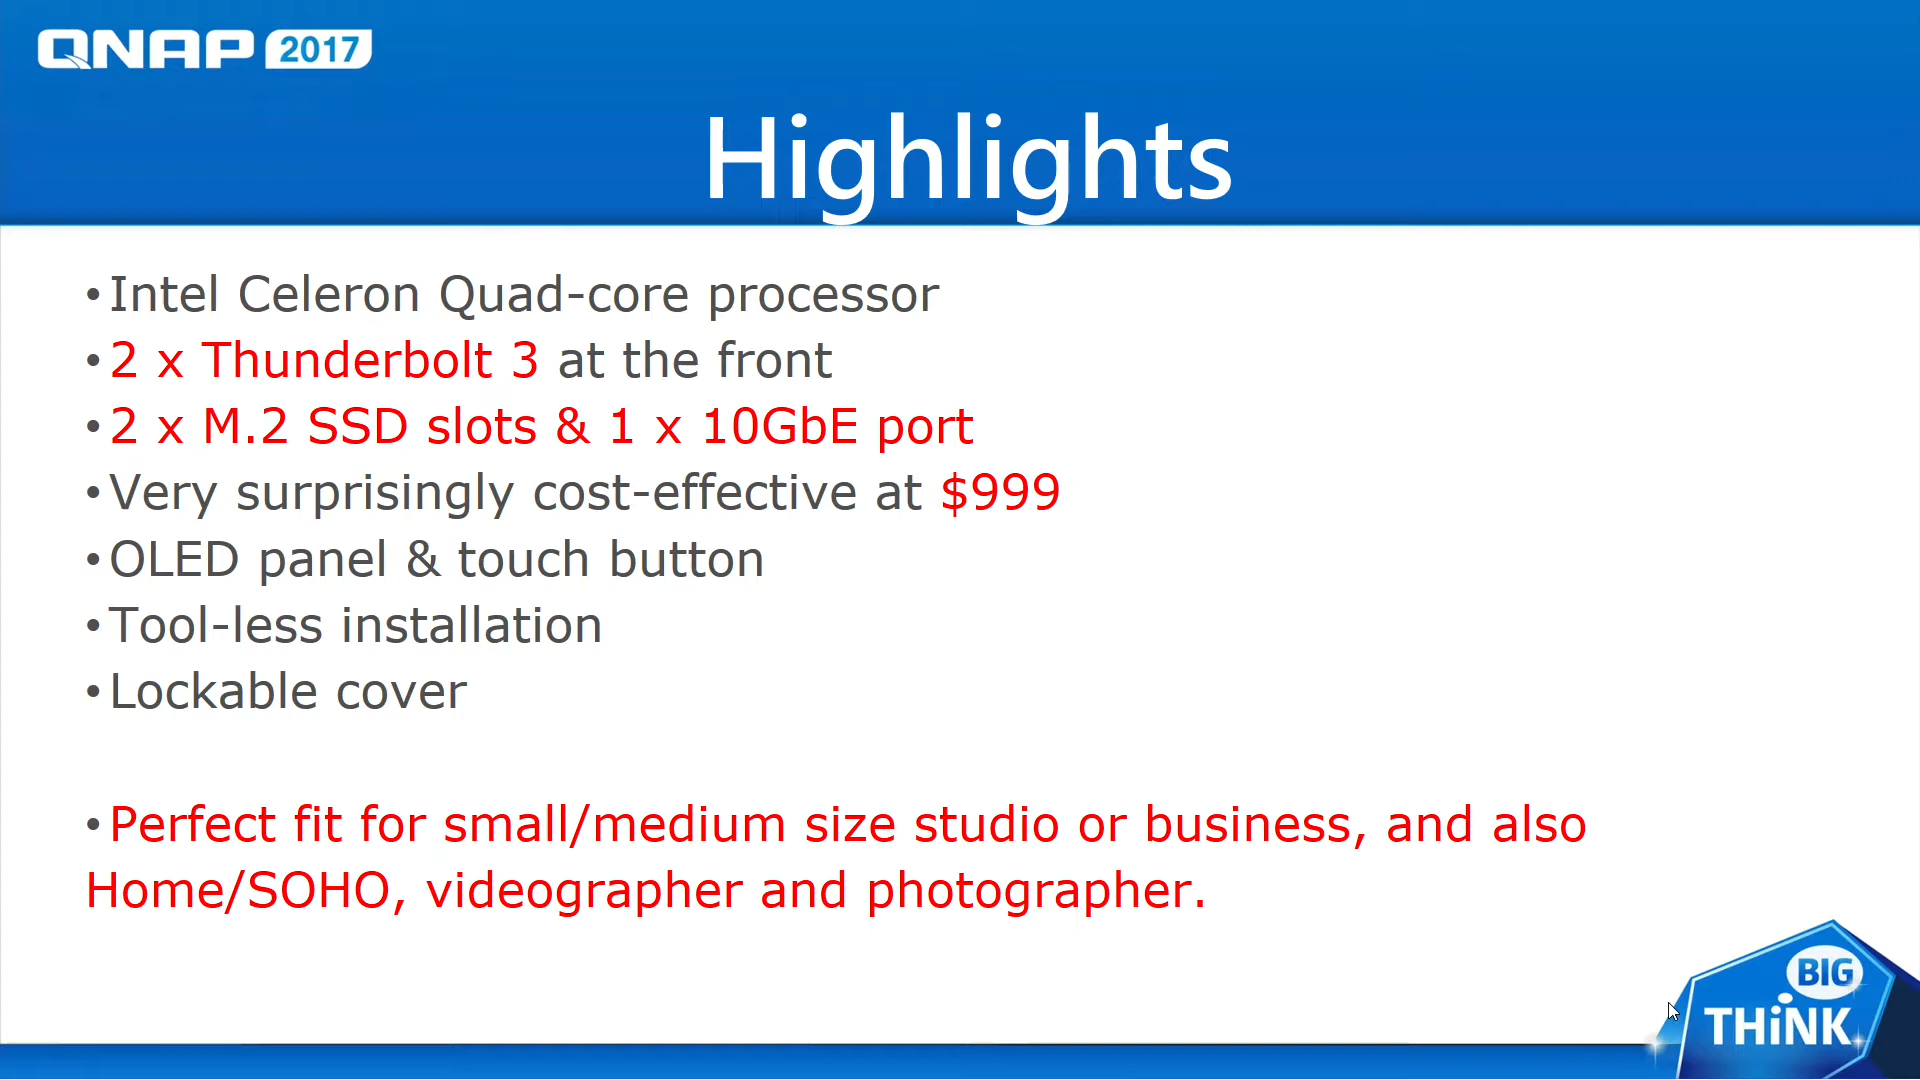 QNAP 2017
Highlights
•Intel Celeron Quad-core processor
•2 x Thunderbolt 3 at the front
•2 x M.2 SSD slots & 1 x 10GbE port
•Very surprisingly cost-effective at $999
•OLED panel & touch button
•Tool-less installation
•Lockable cover
•Perfect fit for small/medium size studio or business, and also
Home/SOHO, videographer and photographer.
BIG
THiNK